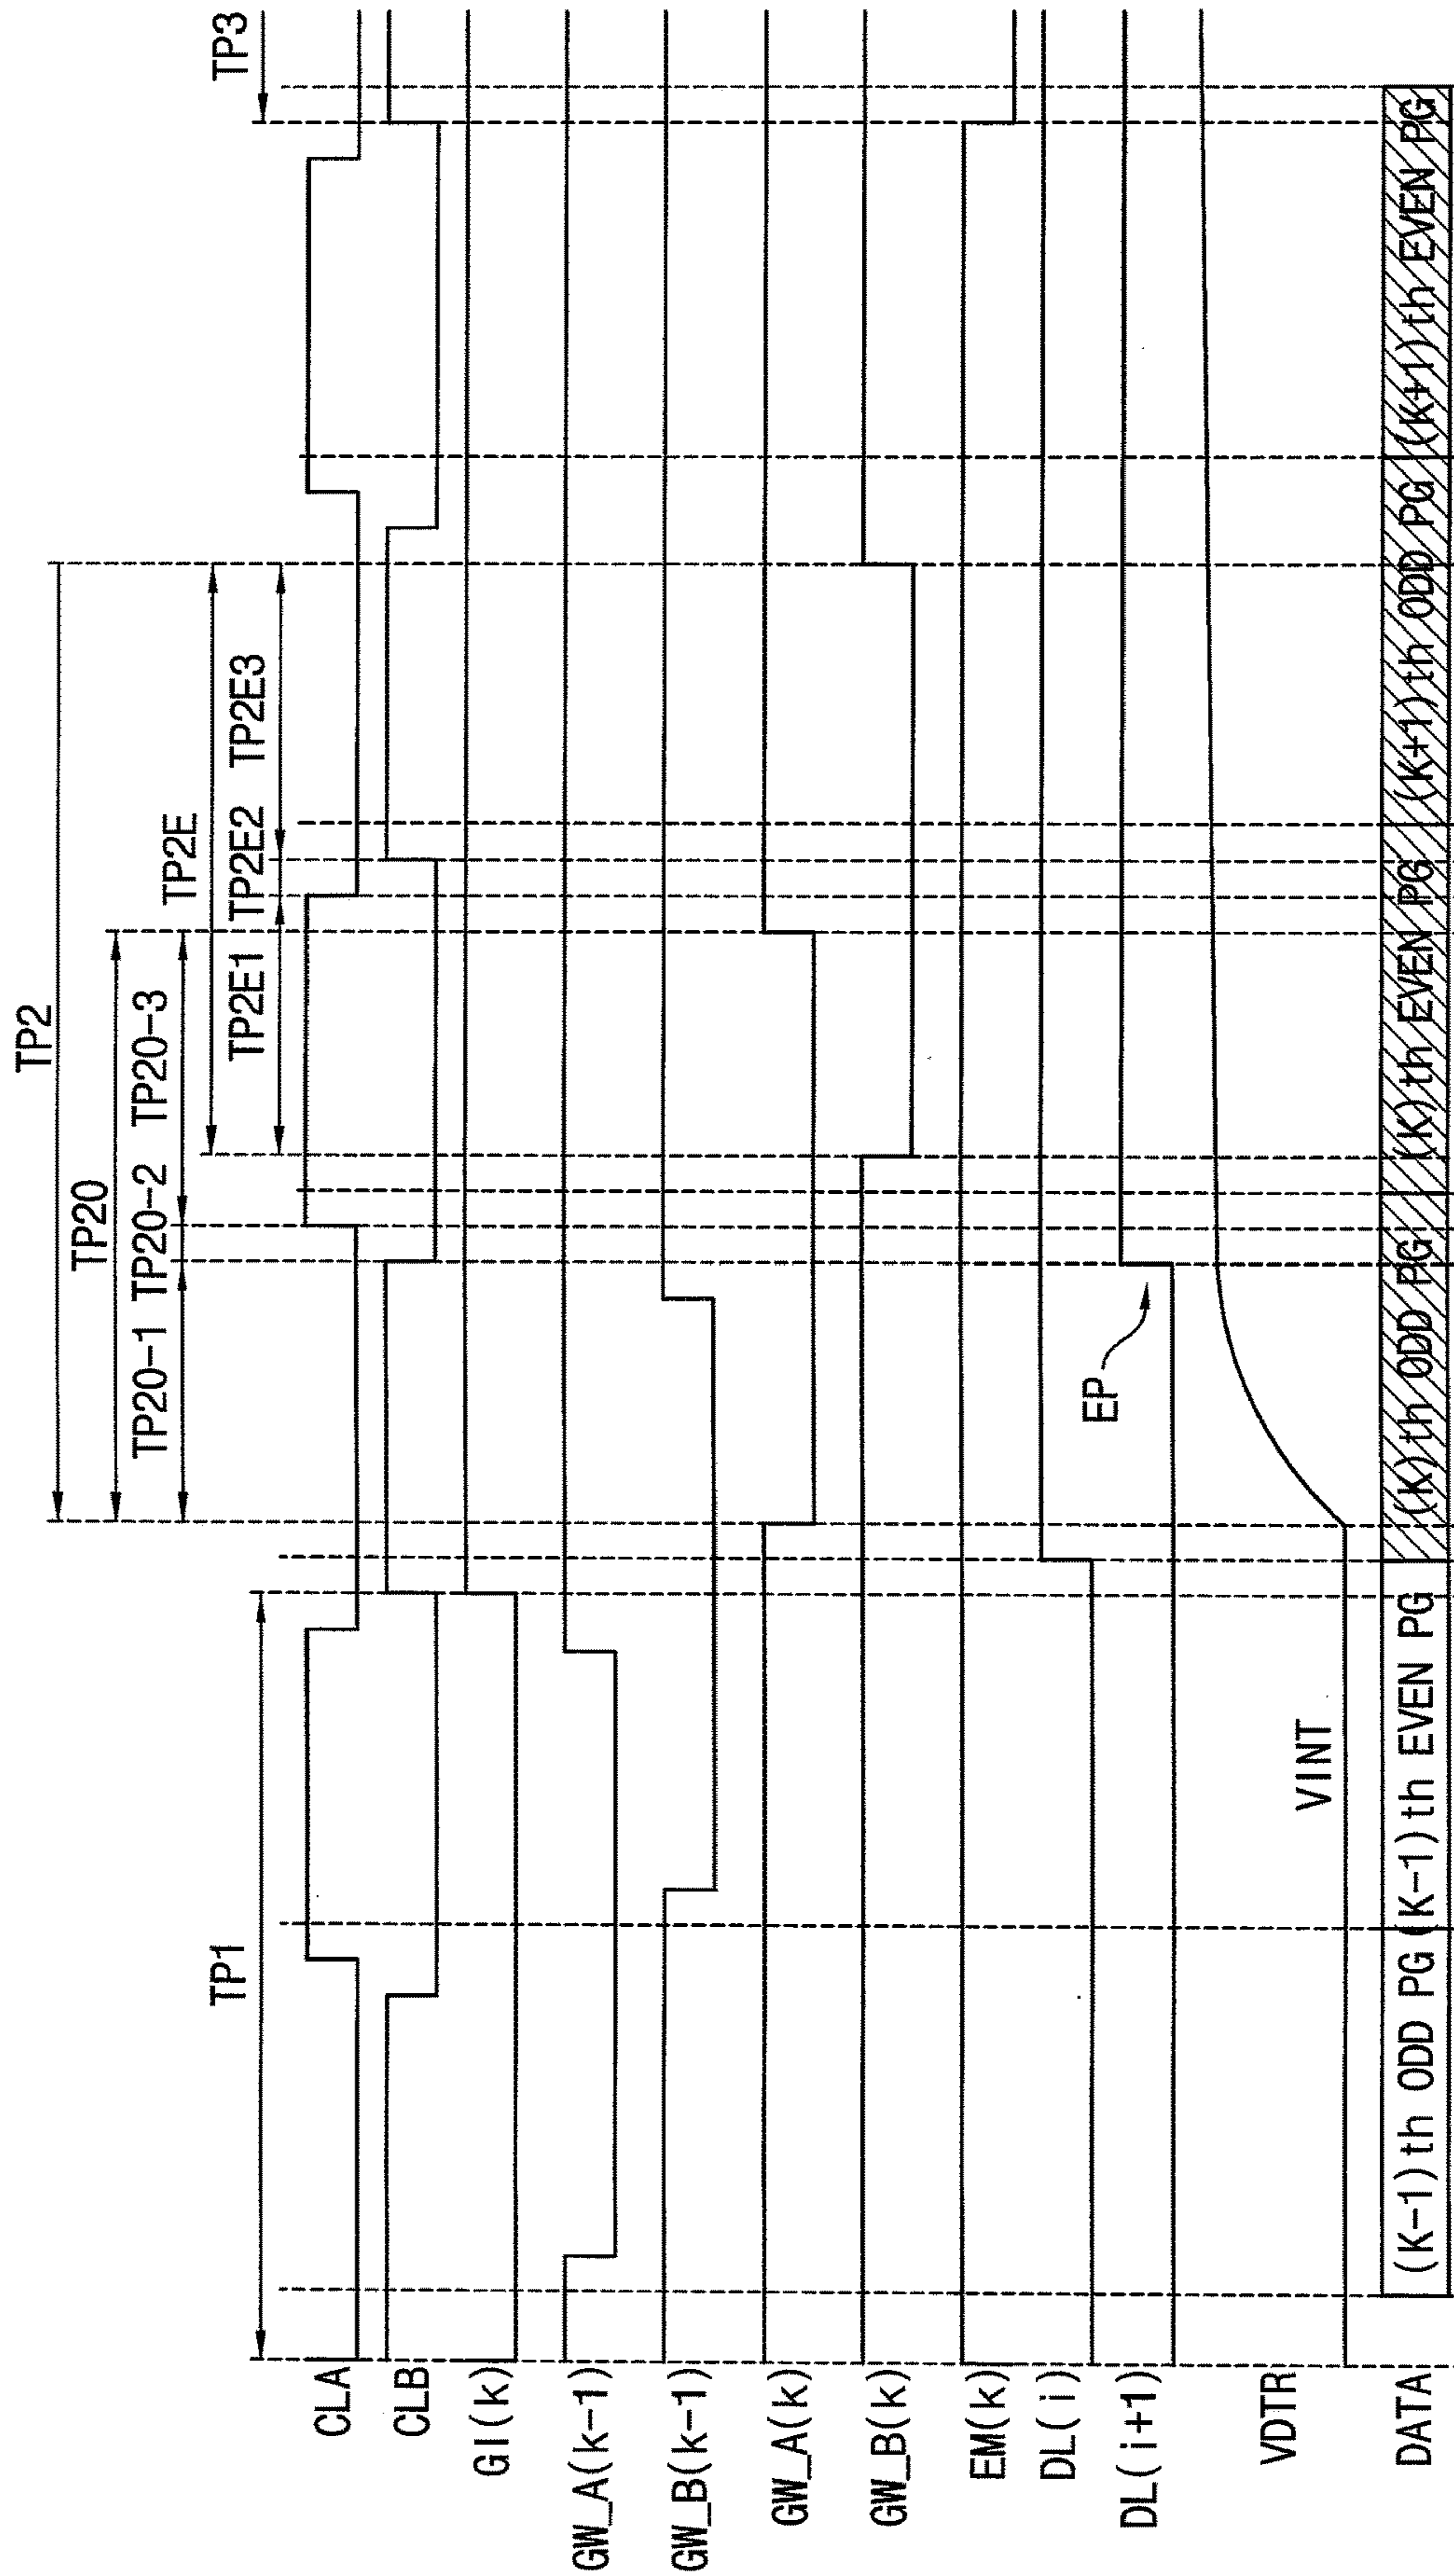 TP2
TP20
TP2E
TP20-1
TP20-2
TP20-3
TP2E1
TP2E2
TP2E3
TP1
TP3
CLA
CLB
GI(k)
GW_A(k-1)
GW_B(k-1)
GW_A(k)
GW_B(k)
EM(k)
DL(i)
DL(i+1)
EP
VDTR
VINT
DATA
(K-1)th ODD PG
(K-1)th EVEN PG
(K)th ODD PG
(K)th EVEN PG
(K+1)th ODD PG
(K+1)th EVEN PG